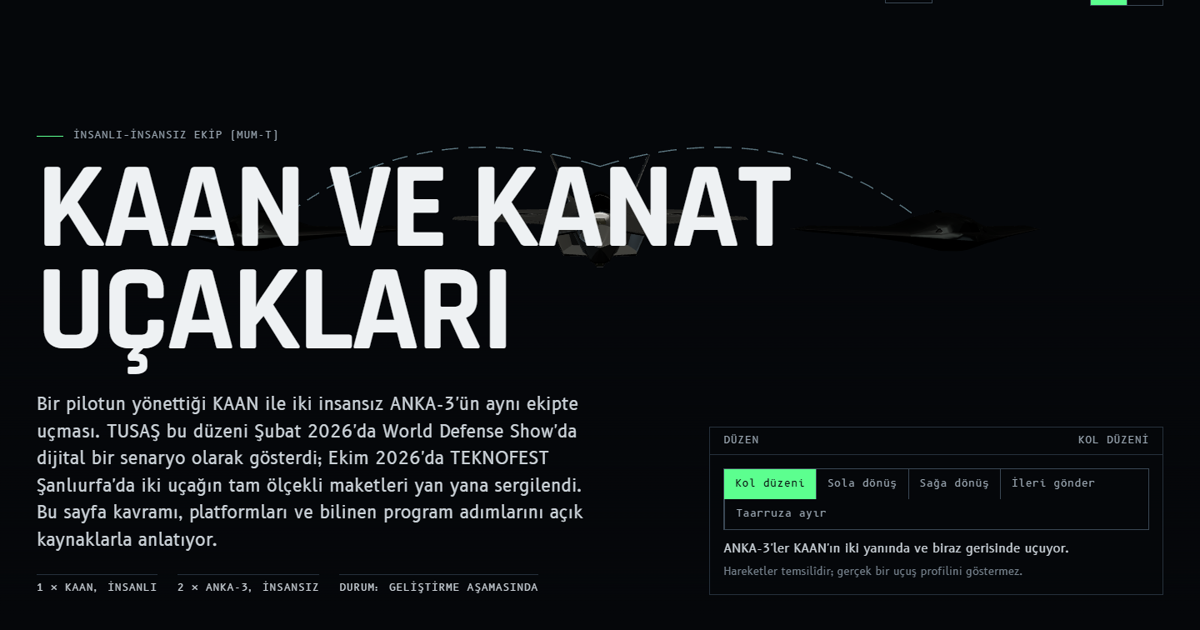 İNSANLI-İNSANSIZ EKİP [MUM-T]
KAAN VE KANAT
UÇAKLARI
Bir pilotun yönettiği KAAN ile iki insansız ANKA-3'ün aynı ekipte
uçması. TUSAŞ bu düzeni Şubat 2026'da World Defense Show'da
dijital bir senaryo olarak gösterdi; Ekim 2026'da TEKNOFEST
Şanlıurfa'da iki uçağın tam ölçekli maketleri yan yana sergilendi.
Bu sayfa kavramı, platformları ve bilinen program adımlarını açık
kaynaklarla anlatıyor.
1 × KAAN, İNSANLI
2 × ANKA-3, İNSANSIZ
DURUM: GELİŞTİRME AŞAMASINDA
DÜZEN
KOL DÜZENİ
Kol düzeni
Sola dönüş
Sağa dönüş
İleri gönder
Taarruza ayır
ANKA-3'ler KAAN'ın iki yanında ve biraz gerisinde uçuyor.
Hareketler temsilîdir; gerçek bir uçuş profilini göstermez.